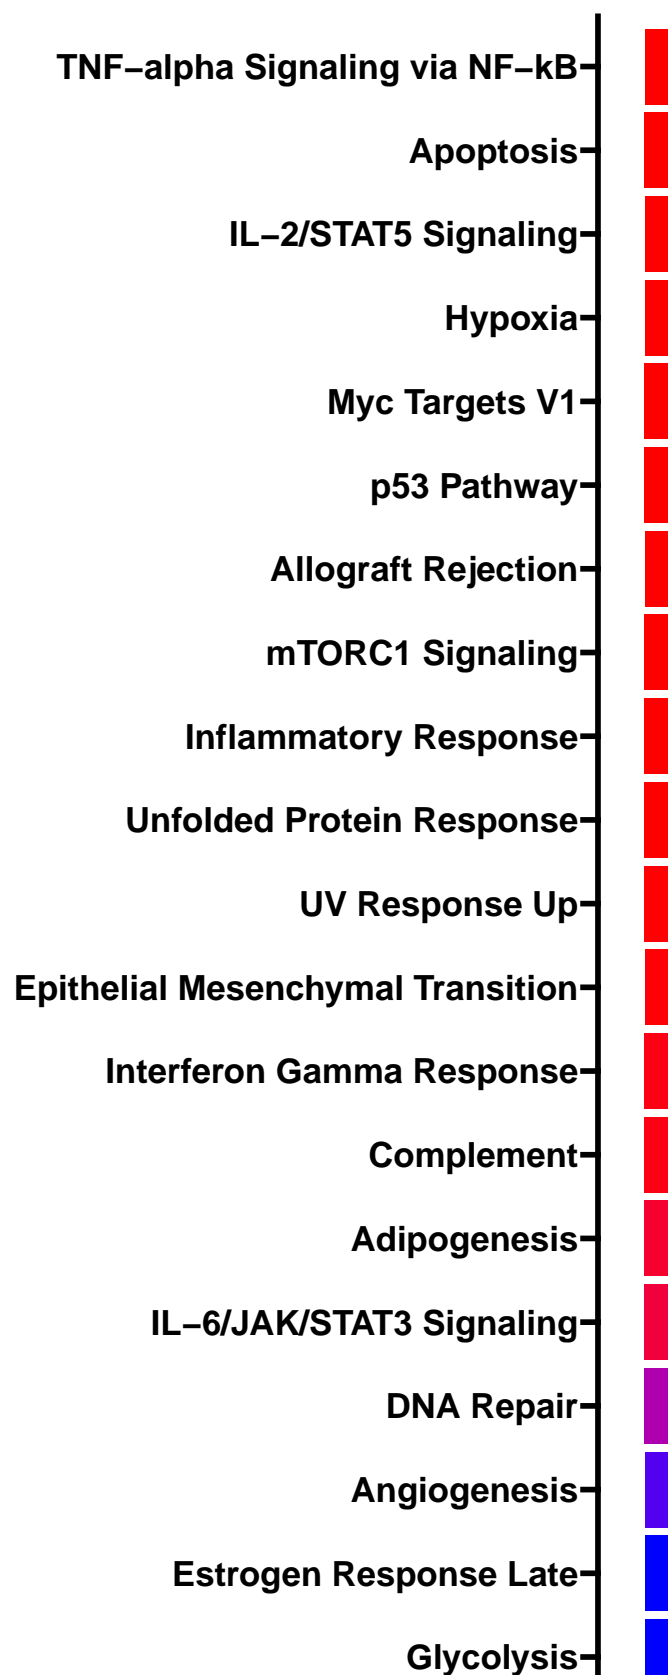 TNF−alpha Signaling via NF−kB
Apoptosis
IL−2/STAT5 Signaling
Hypoxia
Myc Targets V1
p53 Pathway
Allograft Rejection
mTORC1 Signaling
Inflammatory Response
Unfolded Protein Response
UV Response Up
Epithelial Mesenchymal Transition
Interferon Gamma Response
Complement
Adipogenesis
IL−6/JAK/STAT3 Signaling
DNA Repair
Angiogenesis
Estrogen Response Late
Glycolysis